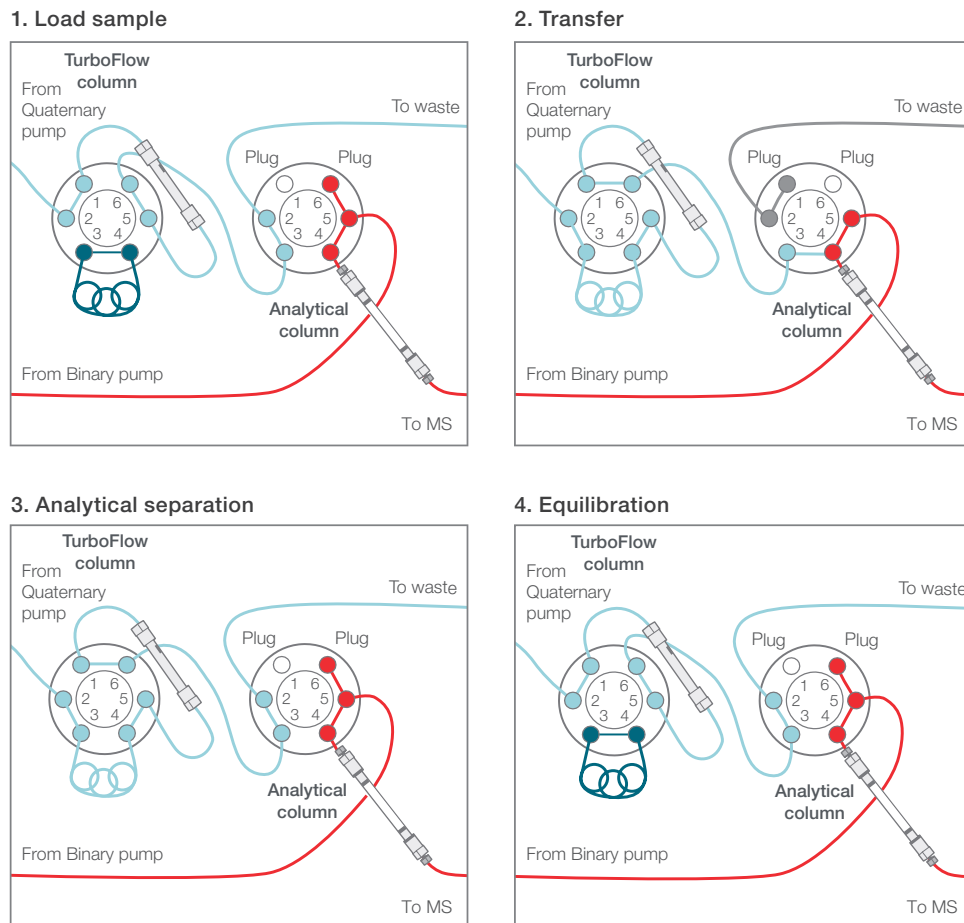 1. Load sample
TurboFlow
column
From
Quaternary
pump
To waste
Plug
Plug
1 6
2 5
3 4
1 6
2 5
3 4
Analytical
column
From Binary pump
To MS
2. Transfer
TurboFlow
column
From
Quaternary
pump
To waste
Plug
Plug
1 6
2 5
3 4
1 6
2 5
3 4
Analytical
column
From Binary pump
To MS
3. Analytical separation
TurboFlow
column
From
Quaternary
pump
To waste
Plug
Plug
1 6
2 5
3 4
1 6
2 5
3 4
Analytical
column
From Binary pump
To MS
4. Equilibration
TurboFlow
column
From
Quaternary
pump
To waste
Plug
Plug
1 6
2 5
3 4
1 6
2 5
3 4
Analytical
column
From Binary pump
To MS